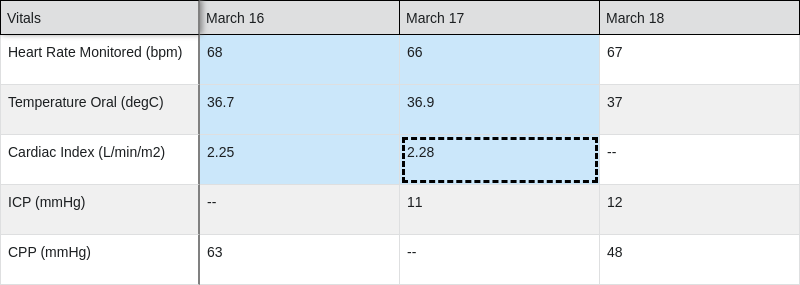 Vitals March 16 March 17 March 18
Heart Rate Monitored (bpm) 68 66 67
Temperature Oral (degC) 36.7 36.9 37
Cardiac Index (L/min/m2) 2.25 2.28 --
ICP (mmHg) -- 11 12
CPP (mmHg) 63 -- 48